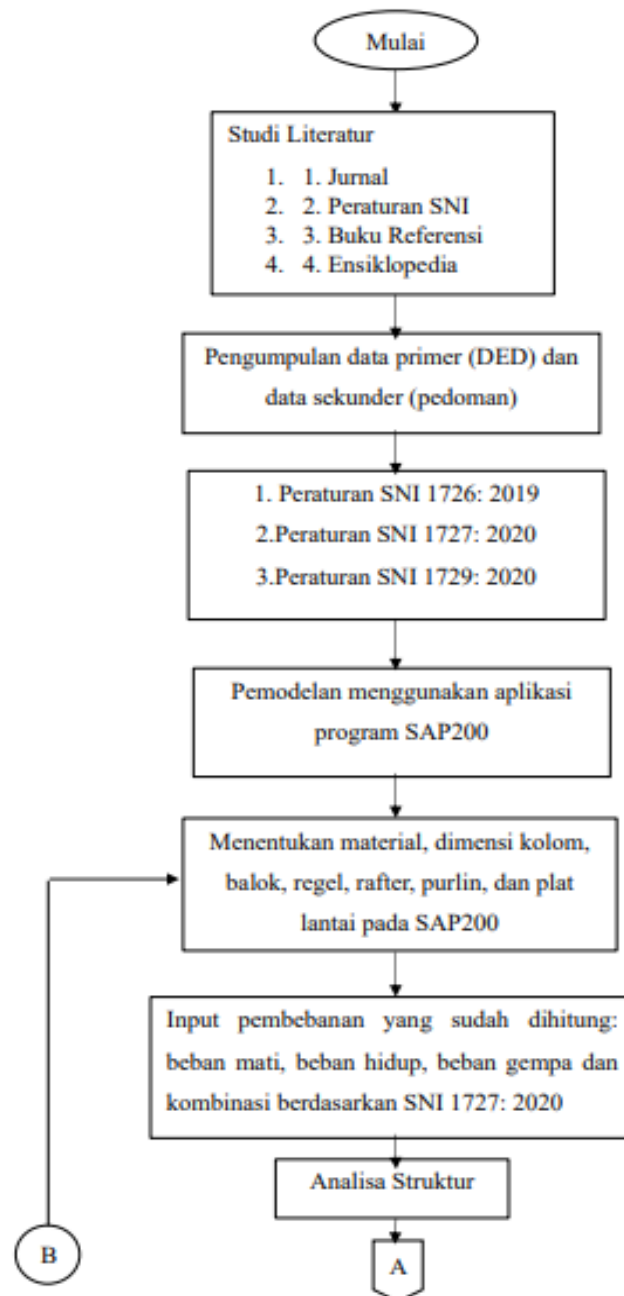 Mulai
Studi Literatur
1. 1. Jurnal
2. 2. Peraturan SNI
3. 3. Buku Referensi
4. 4. Ensiklopedia
Pengumpulan data primer (DED) dan
data sekunder (pedoman)
1. Peraturan SNI 1726: 2019
2.Peraturan SNI 1727: 2020
3.Peraturan SNI 1729: 2020
Pemodelan menggunakan aplikasi
program SAP200
Menentukan material, dimensi kolom,
balok, regel, rafter, purlin, dan plat
lantai pada SAP200
Input pembebanan yang sudah dihitung:
beban mati, beban hidup, beban gempa dan
kombinasi berdasarkan SNI 1727: 2020
Analisa Struktur
B
A